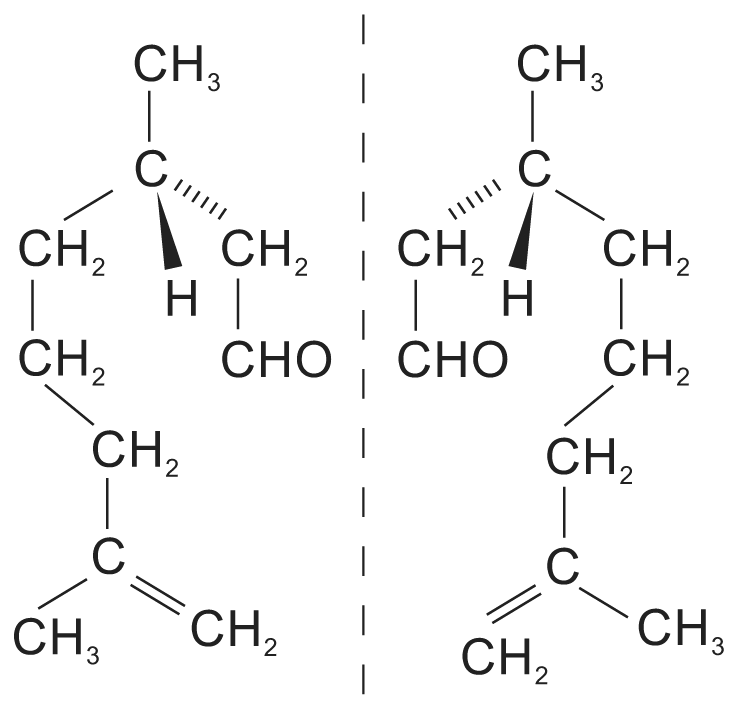 CH₃ CH₃
C C
CH₂ CH₂ CH₂ CH₂
H H
CH₂ CHO CHO CH₂
CH₂ CH₂
C C
CH₃ CH₂ CH₂ CH₃